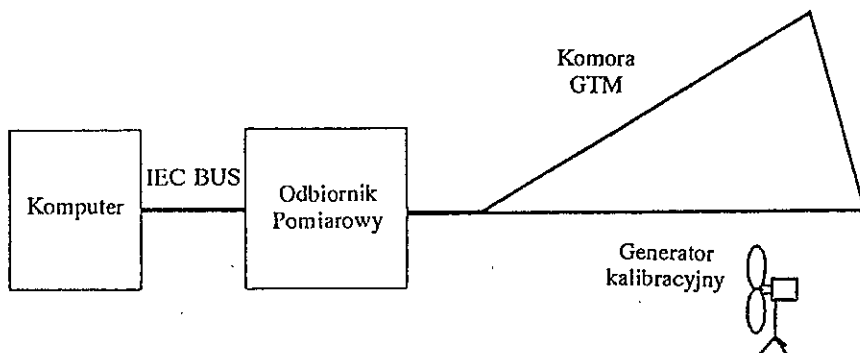 Komora
GTM
Komputer
IEC BUS
Odbiornik
Pomiarowy
Generator
kalibracyjny